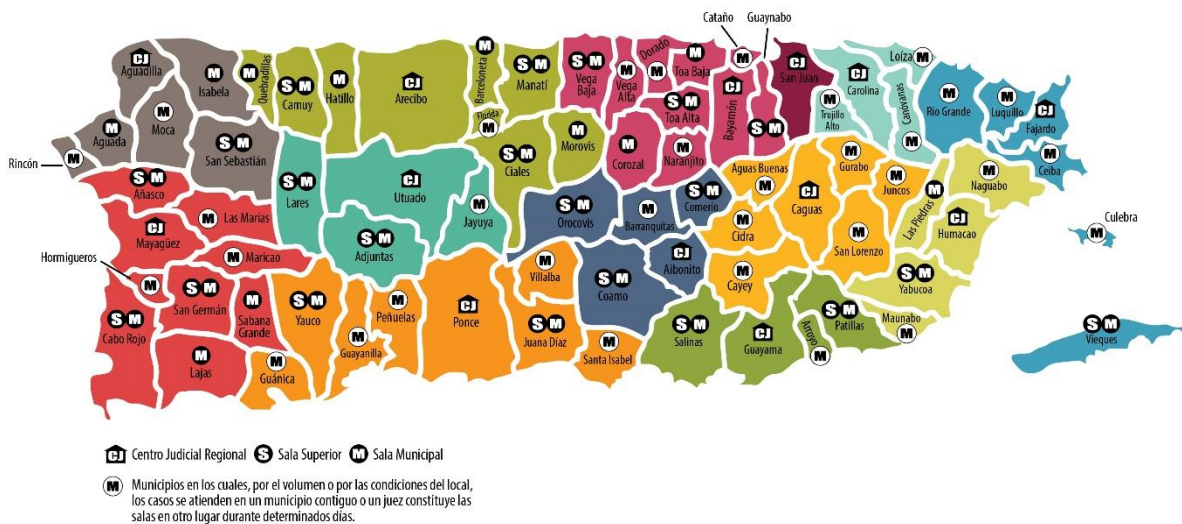 Cataño
Guaynabo
CJ
Aguadilla
M
Isabela
M
Quebradillas
S M
Camuy
M
Hatillo
CJ
Arecibo
M
Barceloneta
S M
Manatí
S M
Vega
Baja
M
Vega
Alta
Dorado
M
M
Toa Baja
M
CJ
San Juan
CJ
Carolina
Loíza
M
M
Río Grande
M
Luquillo
CJ
Fajardo
M
Moca
M
Aguada
S M
San Sebastián
Florida
M
S M
Toa Alta
CJ
Bayamón
S M
M
Trujillo
Alto
Canovanas
M
M
Ceiba
Rincón
M
S M
Añasco
S M
Lares
CJ
Utuado
M
Jayuya
S M
Ciales
M
Morovis
M
Corozal
M
Naranjito
Aguas Buenas
M
M
Gurabo
M
Juncos
M
Las Piedras
M
Naguabo
CJ
Humacao
Culebra
M
CJ
Mayagüez
M
Las Marías
M
Maricao
S M
Adjuntas
S M
Orocovis
M
Barranquitas
S M
Comerío
M
Cidra
CJ
Caguas
M
San Lorenzo
Hormigueros
M
S M
San Germán
M
Sabana
Grande
S M
Yauco
M
Guayanilla
M
Peñuelas
CJ
Ponce
M
Villalba
S M
Coamo
CJ
Aibonito
M
Cayey
S M
Yabucoa
Maunabo
M
S M
Cabo Rojo
M
Lajas
M
Guánica
S M
Juana Díaz
M
Santa Isabel
S M
Salinas
CJ
Guayama
Arroyo
M
S M
Patillas
S M
Vieques
CJ Centro Judicial Regional S Sala Superior M Sala Municipal
M Municipios en los cuales, por el volumen o por las condiciones del local,
los casos se atienden en un municipio contiguo o un juez constituye las
salas en otro lugar durante determinados días.